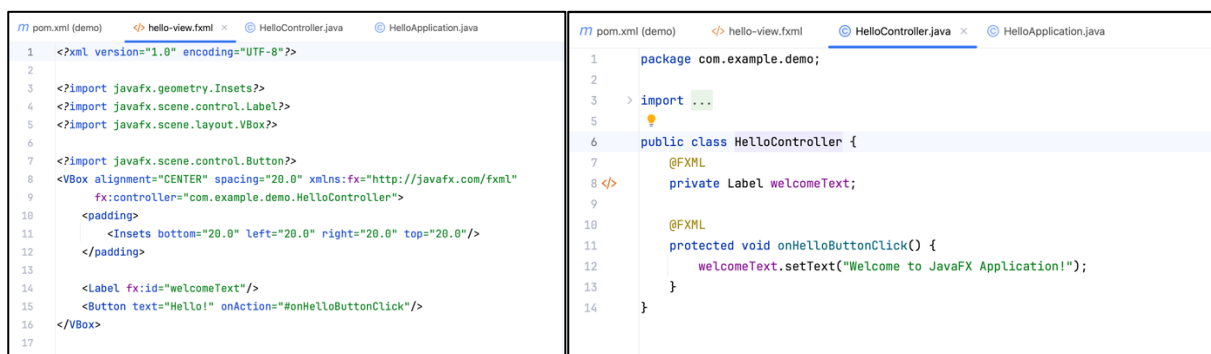 pom.xml (demo) hello-view.fxml × HelloController.java HelloApplication.java
1 <?xml version="1.0" encoding="UTF-8"?>
2
3 <?import javafx.geometry.Insets?>
4 <?import javafx.scene.control.Label?>
5 <?import javafx.scene.layout.VBox?>
6
7 <?import javafx.scene.control.Button?>
8 <VBox alignment="CENTER" spacing="20.0" xmlns:fx="http://javafx.com/fxml"
9 fx:controller="com.example.demo.HelloController">
10 <padding>
11 <Insets bottom="20.0" left="20.0" right="20.0" top="20.0"/>
12 </padding>
13
14 <Label fx:id="welcomeText"/>
15 <Button text="Hello!" onAction="#onHelloButtonClick"/>
16 </VBox>
17
pom.xml (demo) hello-view.fxml HelloController.java × HelloApplication.java
1 package com.example.demo;
2
3 import ...
5
6 public class HelloController {
7 @FXML
8 private Label welcomeText;
9
10 @FXML
11 protected void onHelloButtonClick() {
12 welcomeText.setText("Welcome to JavaFX Application!");
13 }
14 }